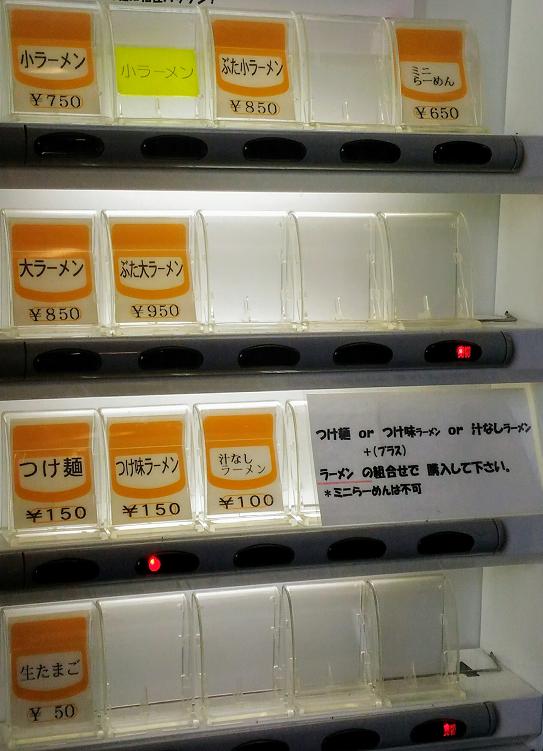 小ラーメン
¥750
小ラーメン
ぶた小ラーメン
¥850
ミニ
らーめん
¥650
大ラーメン
¥850
ぶた大ラーメン
¥950
つけ麺
¥150
つけ味ラーメン
¥150
汁なし
ラーメン
¥100
つけ麺 or つけ味ラーメン or 汁なしラーメン
+(プラス)
ラーメン の組合せで 購入して下さい。
*ミニらーめんは不可
生たまご
¥ 50